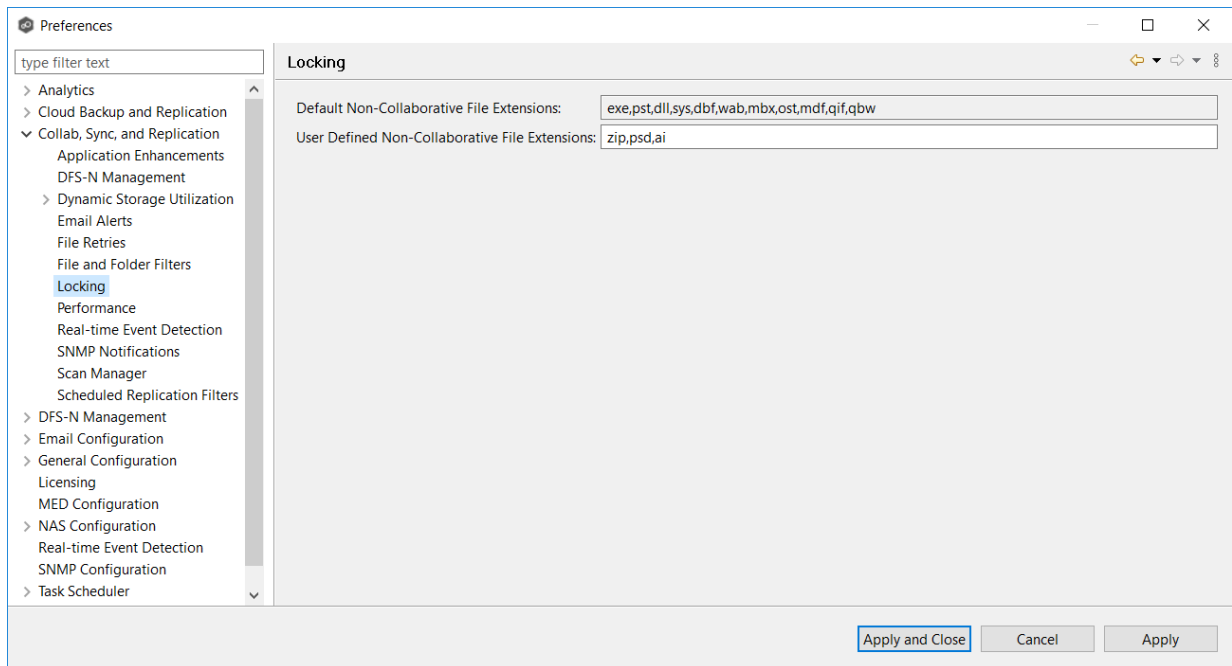 Preferences
type filter text
Analytics
Cloud Backup and Replication
Collab, Sync, and Replication
Application Enhancements
DFS-N Management
Dynamic Storage Utilization
Email Alerts
File Retries
File and Folder Filters
Locking
Performance
Real-time Event Detection
SNMP Notifications
Scan Manager
Scheduled Replication Filters
DFS-N Management
Email Configuration
General Configuration
Licensing
MED Configuration
NAS Configuration
Real-time Event Detection
SNMP Configuration
Task Scheduler
Locking
Default Non-Collaborative File Extensions: exe,pst,dll,sys,dbf,wab,mbx,ost,mdf,qif,qbw
User Defined Non-Collaborative File Extensions: zip,psd,ai
Apply and Close Cancel Apply